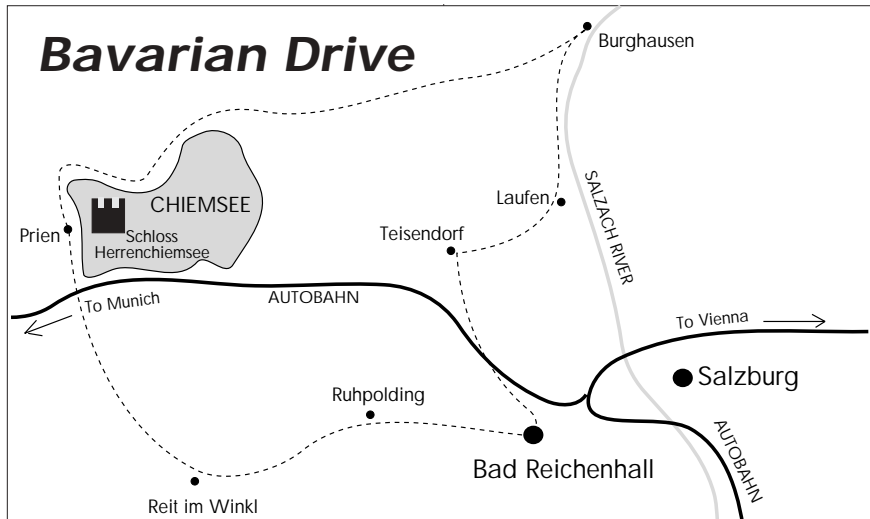 Bavarian Drive
Burghausen
CHIEMSEE
Laufen
SALZACH RIVER
Prien
Schloss
Herrenchiemsee
Teisendorf
To Munich
AUTOBAHN
To Vienna
Salzburg
Ruhpolding
AUTOBAHN
Bad Reichenhall
Reit im Winkl